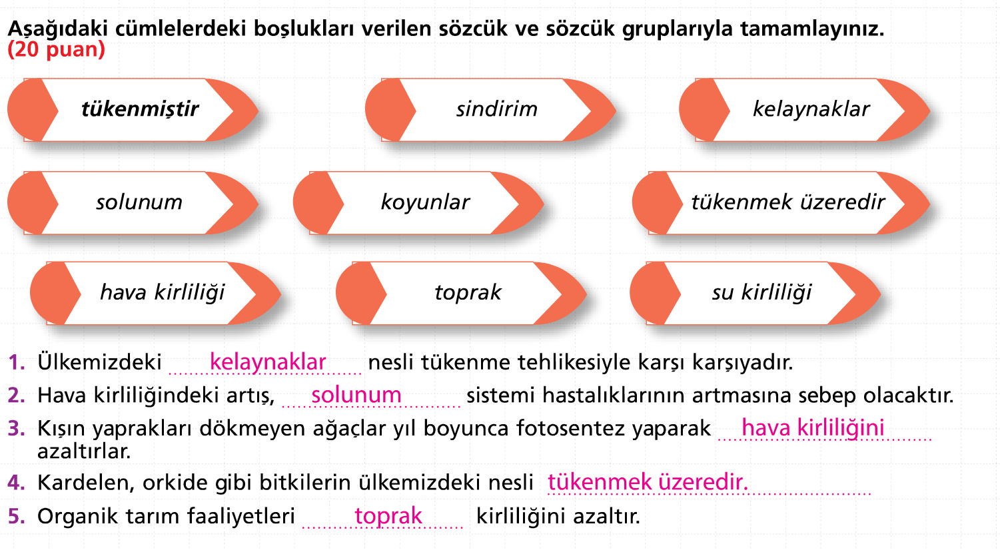 Aşağıdaki cümlelerdeki boşlukları verilen sözcük ve sözcük gruplarıyla tamamlayınız.
(20 puan)
tükenmiştir
sindirim
kelaynaklar
solunum
koyunlar
tükenmek üzeredir
hava kirliliği
toprak
su kirliliği
1. Ülkemizdeki kelaynaklar nesli tükenme tehlikesiyle karşı karşıyadır.
2. Hava kirliliğindeki artış, solunum sistemi hastalıklarının artmasına sebep olacaktır.
3. Kışın yaprakları dökmeyen ağaçlar yıl boyunca fotosentez yaparak hava kirliliğini
azaltırlar.
4. Kardelen, orkide gibi bitkilerin ülkemizdeki nesli tükenmek üzeredir.
5. Organik tarım faaliyetleri toprak kirliliğini azaltır.